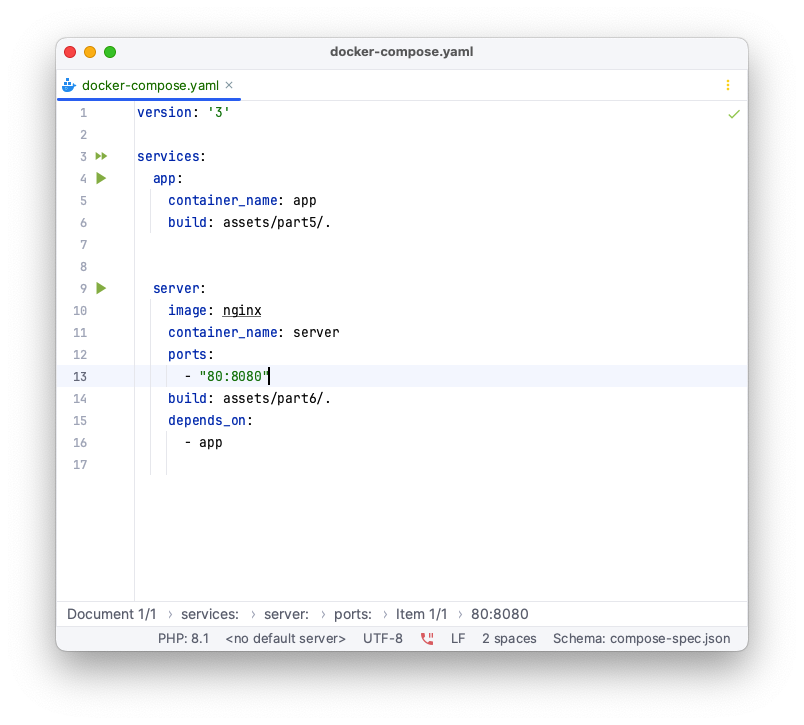 docker-compose.yaml
docker-compose.yaml
1 version: '3'
2
3 services:
4 app:
5 container_name: app
6 build: assets/part5/.
7
8
9 server:
10 image: nginx
11 container_name: server
12 ports:
13 - "80:8080"
14 build: assets/part6/.
15 depends_on:
16 - app
17
Document 1/1 › services: › server: › ports: › Item 1/1 › 80:8080
PHP: 8.1 <no default server> UTF-8 LF 2 spaces Schema: compose-spec.json